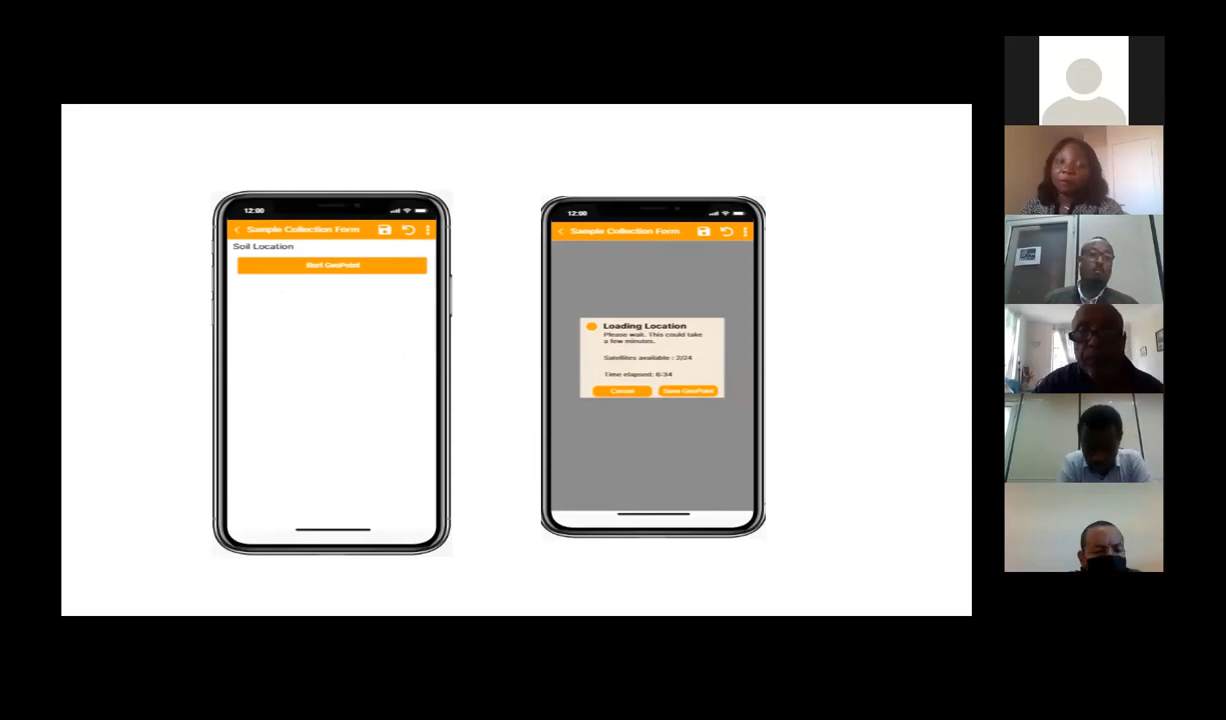 12:00
Sample Collection Form
Soil Location
Start GeoPoint
12:00
Sample Collection Form
Loading Location
Please wait. This could take
a few minutes.
Satellites available : 2/24
Time elapsed: 6:34
Cancel
Save GeoPoint